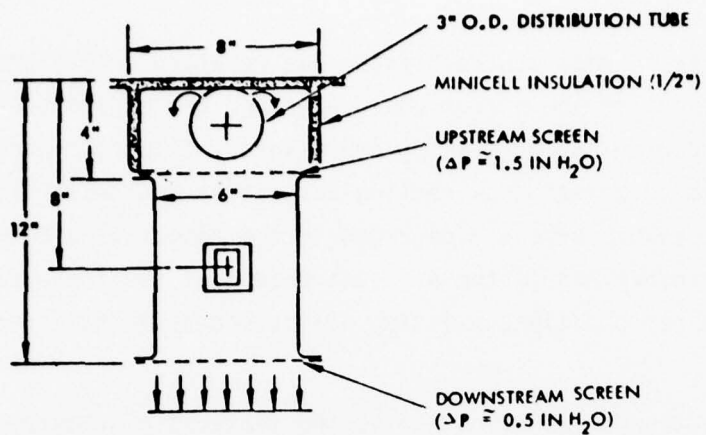 3" O.D. DISTRIBUTION TUBE
8"
MINICELL INSULATION (1/2")
4"
UPSTREAM SCREEN
(ΔP ≅ 1.5 IN H₂O)
6"
8"
12"
DOWNSTREAM SCREEN
(ΔP ≅ 0.5 IN H₂O)